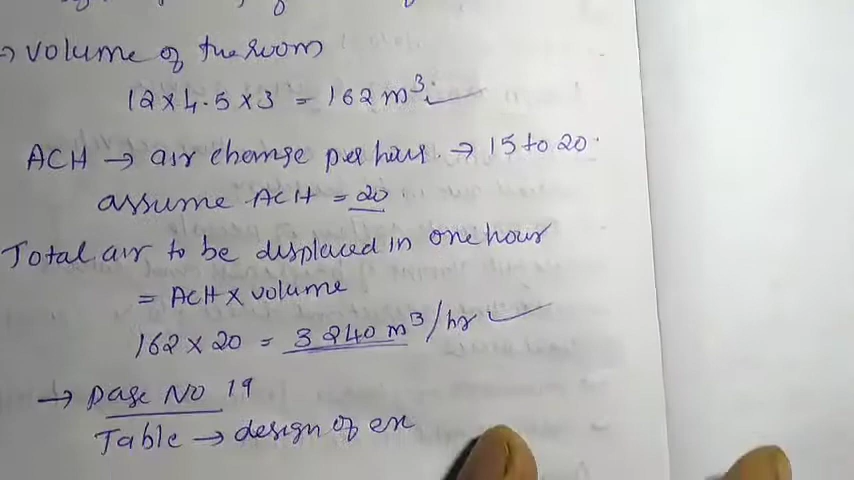 → volume of the room
12 x 4.5 x 3 = 162 m³
ACH → air change per hour. → 15 to 20.
assume ACH = 20
Total air to be displaced in one hour
= ACH x volume
162 x 20 = 3240 m³/hr
→ Page No 19
Table → design of ex